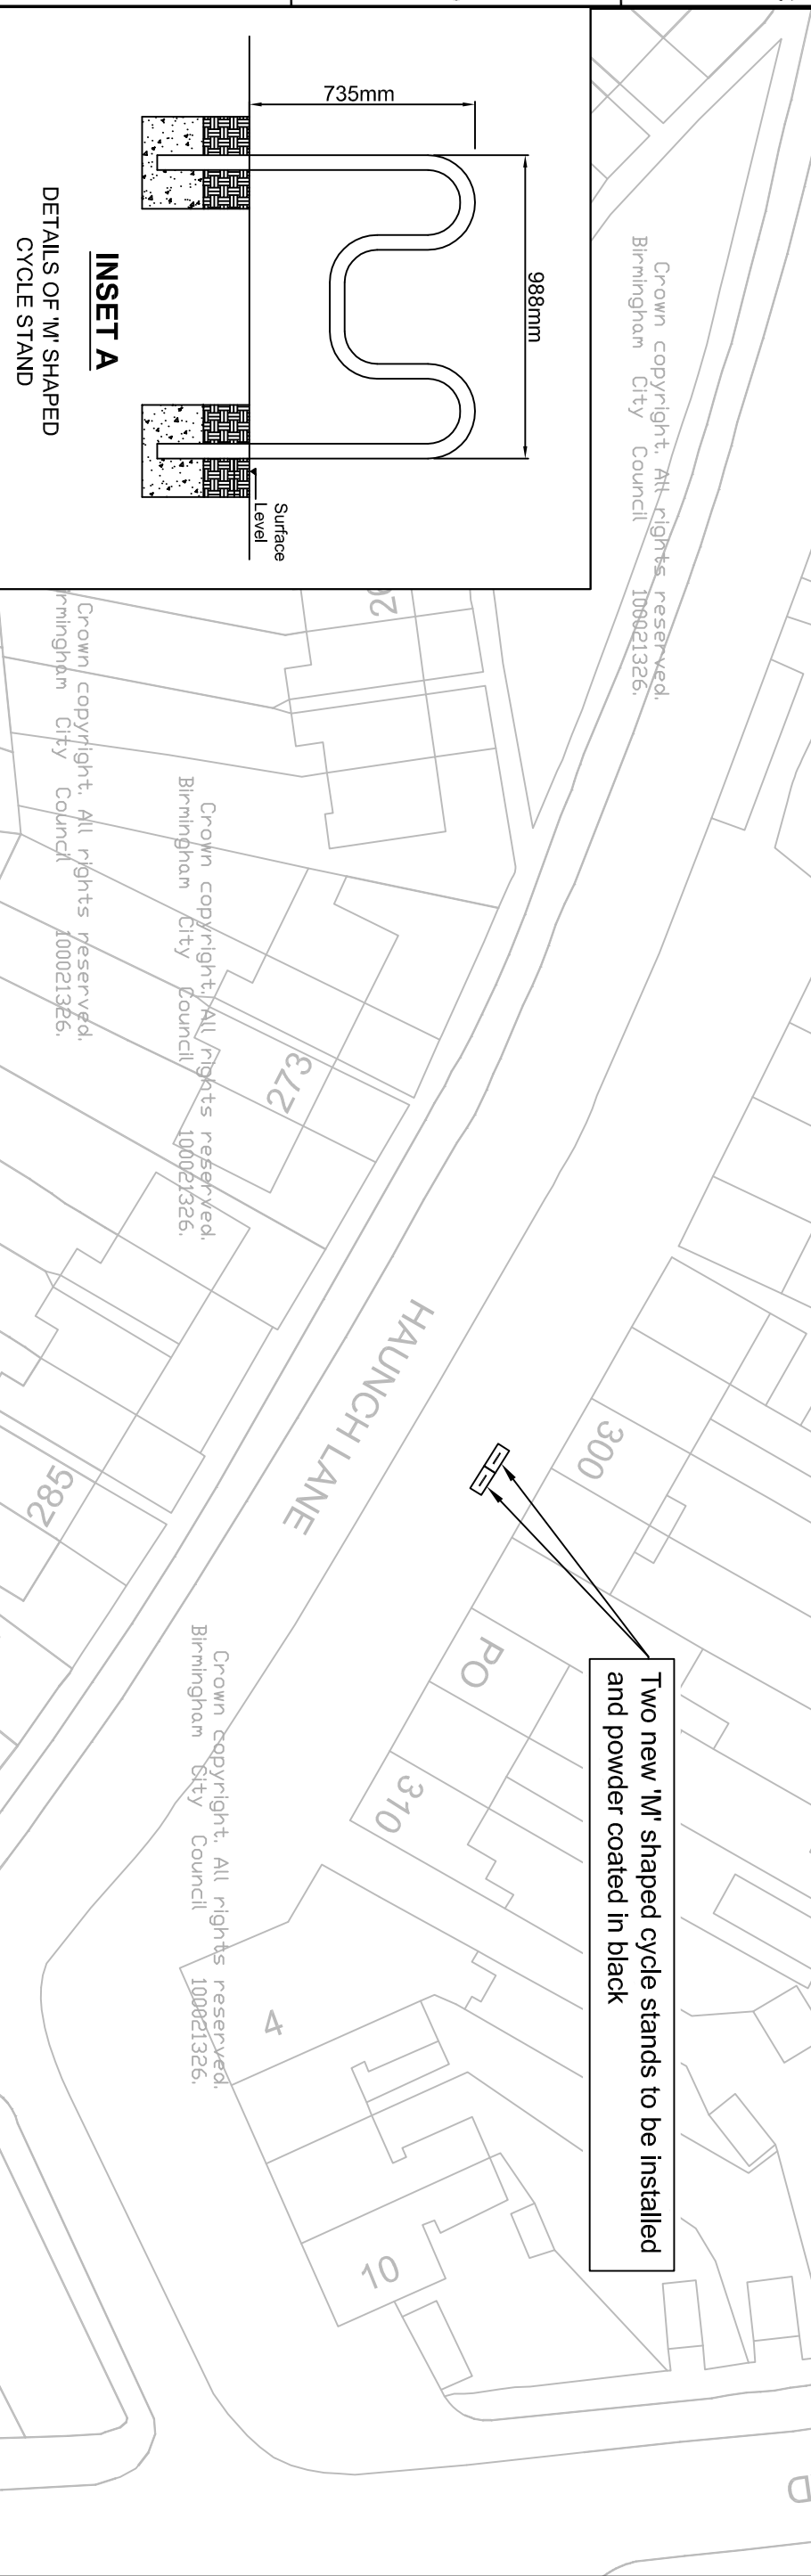 735mm
988mm
Surface
Level
INSET A
DETAILS OF 'M' SHAPED
CYCLE STAND
Crown copyright. All rights reserved.
Birmingham City Council 100021326.
Crown copyright. All rights reserved.
rmingham City Council 100021326.
Crown copyright. All rights reserved.
Birmingham City Council 100021326.
273
285
HAUNCH LANE
300
Two new 'M' shaped cycle stands to be installed
and powder coated in black
PO
310
Crown copyright. All rights reserved.
Birmingham City Council 100021326.
4
10
D